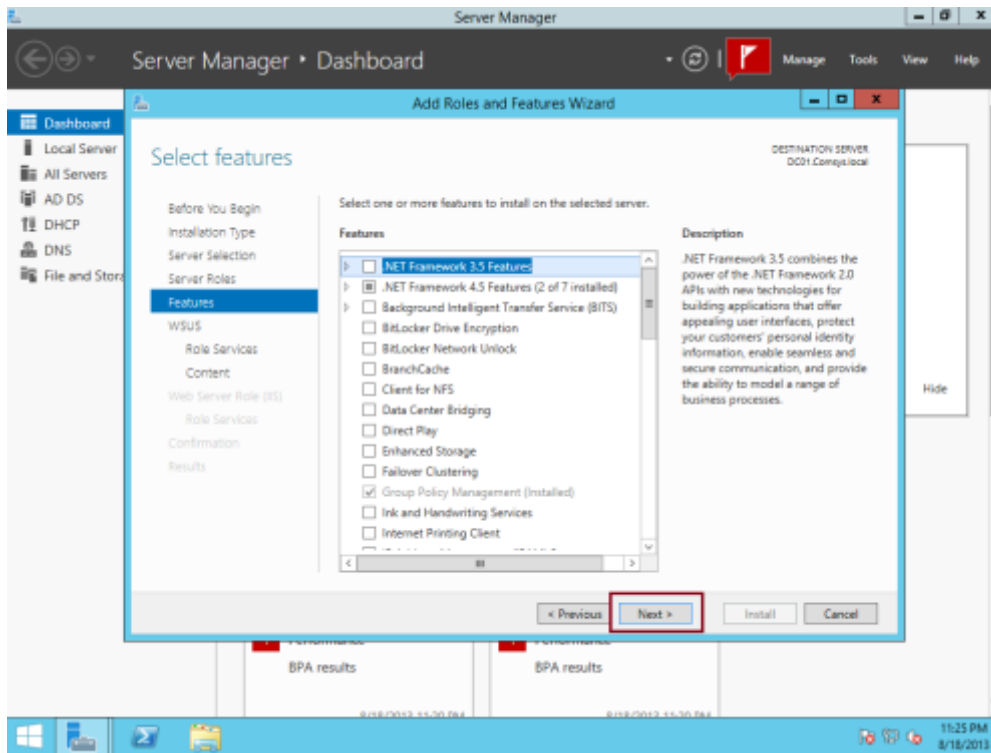 Server Manager
Server Manager • Dashboard
Manage Tools View Help
Add Roles and Features Wizard
Dashboard
Local Server
All Servers
AD DS
DHCP
DNS
File and Stora
Select features
DESTINATION SERVER
DC01.Comsys.local
Before You Begin
Installation Type
Server Selection
Server Roles
Features
WSUS
Role Services
Content
Web Server Role (IIS)
Role Services
Confirmation
Results
Select one or more features to install on the selected server.
Features
.NET Framework 3.5 Features
.NET Framework 4.5 Features (2 of 7 installed)
Background Intelligent Transfer Service (BITS)
BitLocker Drive Encryption
BitLocker Network Unlock
BranchCache
Client for NFS
Data Center Bridging
Direct Play
Enhanced Storage
Failover Clustering
Group Policy Management (Installed)
Ink and Handwriting Services
Internet Printing Client
Description
.NET Framework 3.5 combines the
power of the .NET Framework 2.0
APIs with new technologies for
building applications that offer
appealing user interfaces, protect
your customers' personal identity
information, enable seamless and
secure communication, and provide
the ability to model a range of
business processes.
Hide
< Previous
Next >
Install
Cancel
BPA results
BPA results
11:25 PM
8/18/2013